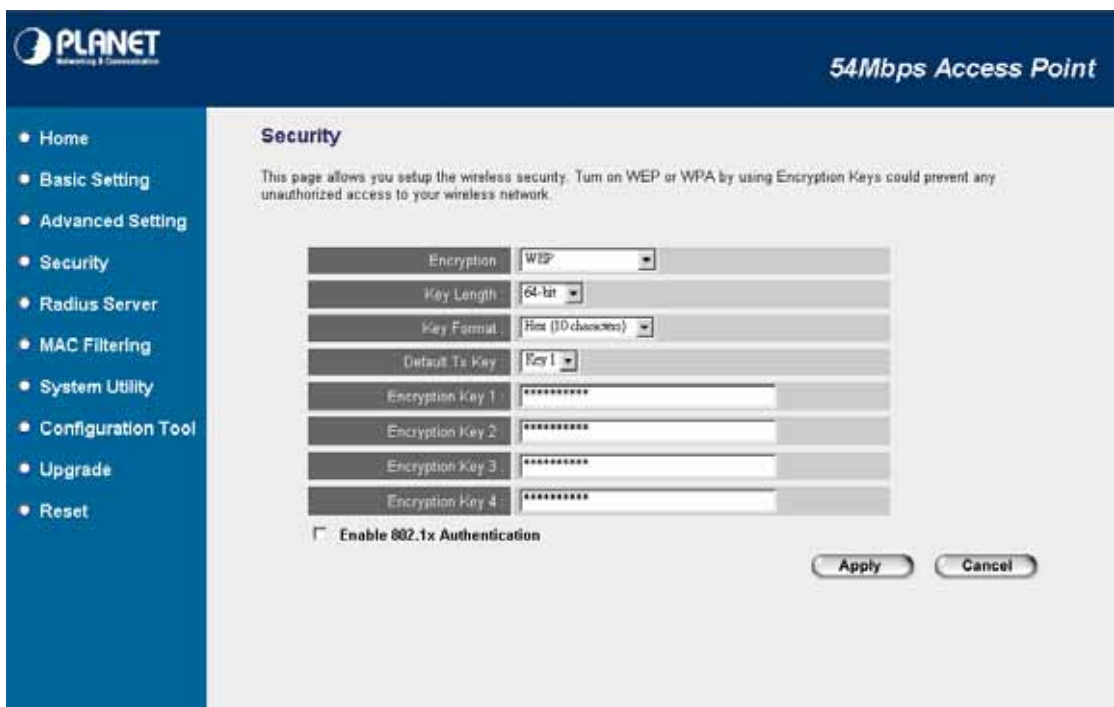 PLANET
Networking & Communication
54Mbps Access Point
Home
Basic Setting
Advanced Setting
Security
Radius Server
MAC Filtering
System Utility
Configuration Tool
Upgrade
Reset
Security
This page allows you setup the wireless security. Turn on WEP or WPA by using Encryption Keys could prevent any
unauthorized access to your wireless network.
Encryption : WEP
Key Length : 64-bit
Key Format : Hex (10 characters)
Default Tx Key : Key 1
Encryption Key 1 : **********
Encryption Key 2 : **********
Encryption Key 3 : **********
Encryption Key 4 : **********
Enable 802.1x Authentication
Apply Cancel